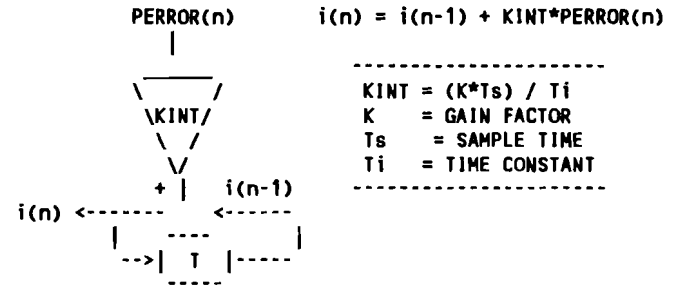 PERROR(n) i(n) = i(n-1) + KINT*PERROR(n)
KINT = (K*Ts) / Ti
\KINT/ K = GAIN FACTOR
Ts = SAMPLE TIME
Ti = TIME CONSTANT
+ | i(n-1)
i(n) <------- <-------
-->| T |-----